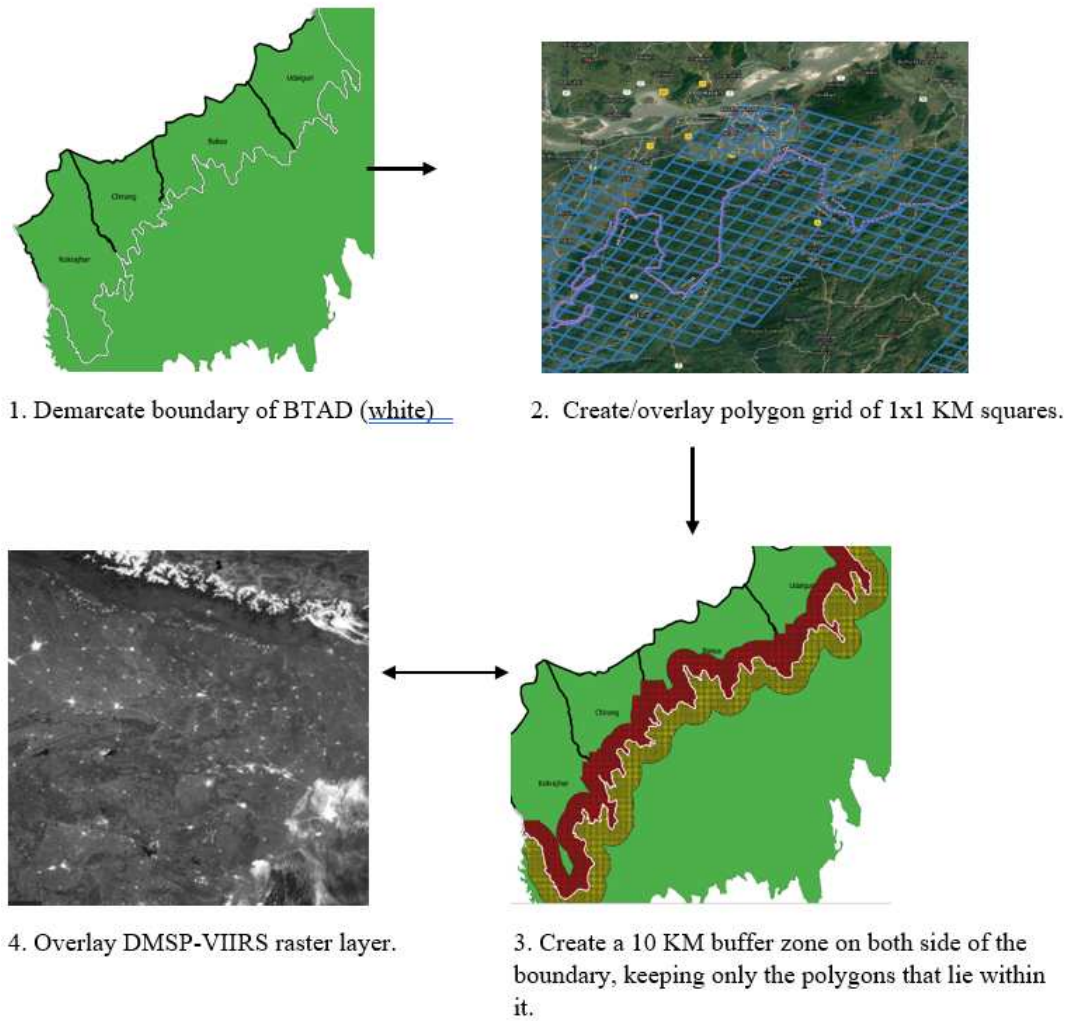 Udalguri
Baksa
Chirang
Kokrajhar
1. Demarcate boundary of BTAD (white)
2. Create/overlay polygon grid of 1x1 KM squares.
Udalguri
Baksa
Chirang
Kokrajhar
4. Overlay DMSP-VIIRS raster layer.
3. Create a 10 KM buffer zone on both side of the
boundary, keeping only the polygons that lie within
it.